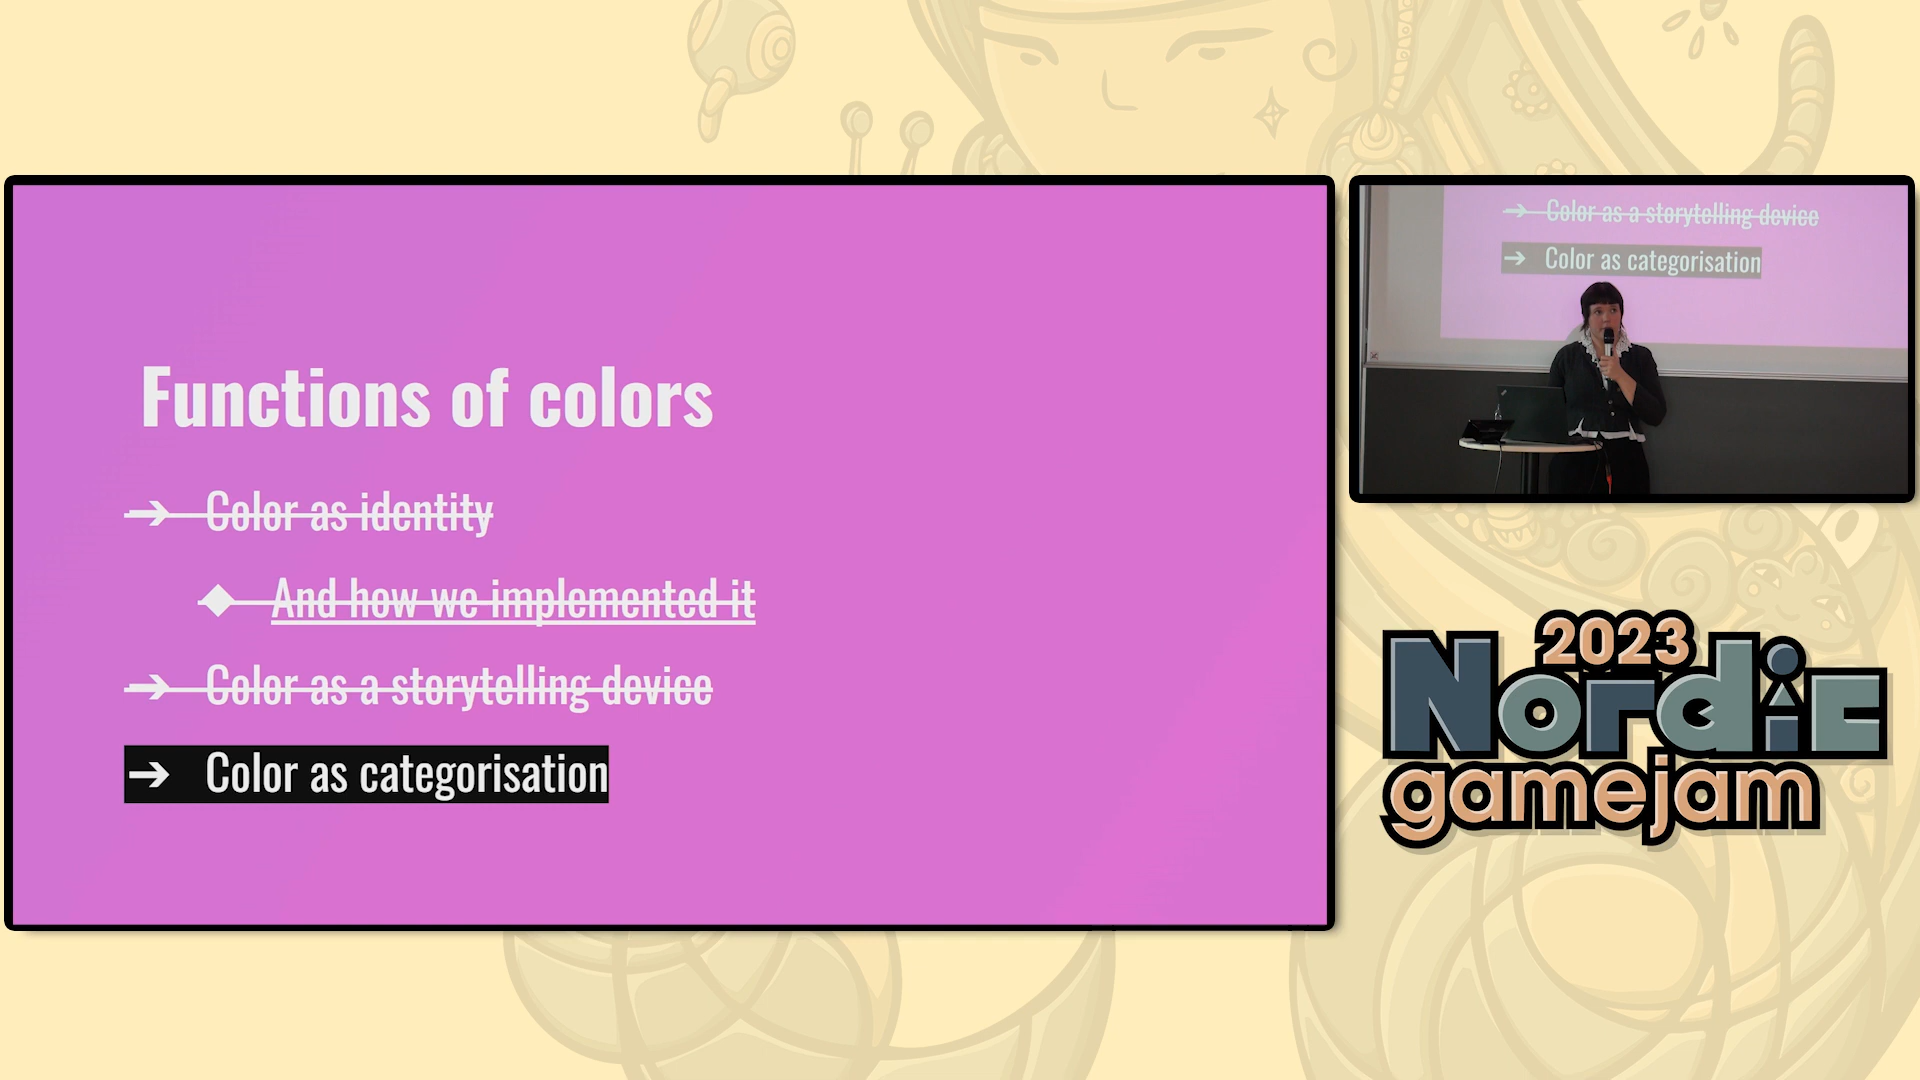 Functions of colors
➔ Color as identity
◆ And how we implemented it
➔ Color as a storytelling device
➔ Color as categorisation
➔ Color as a storytelling device
➔ Color as categorisation
2023
Nordic
gamejam